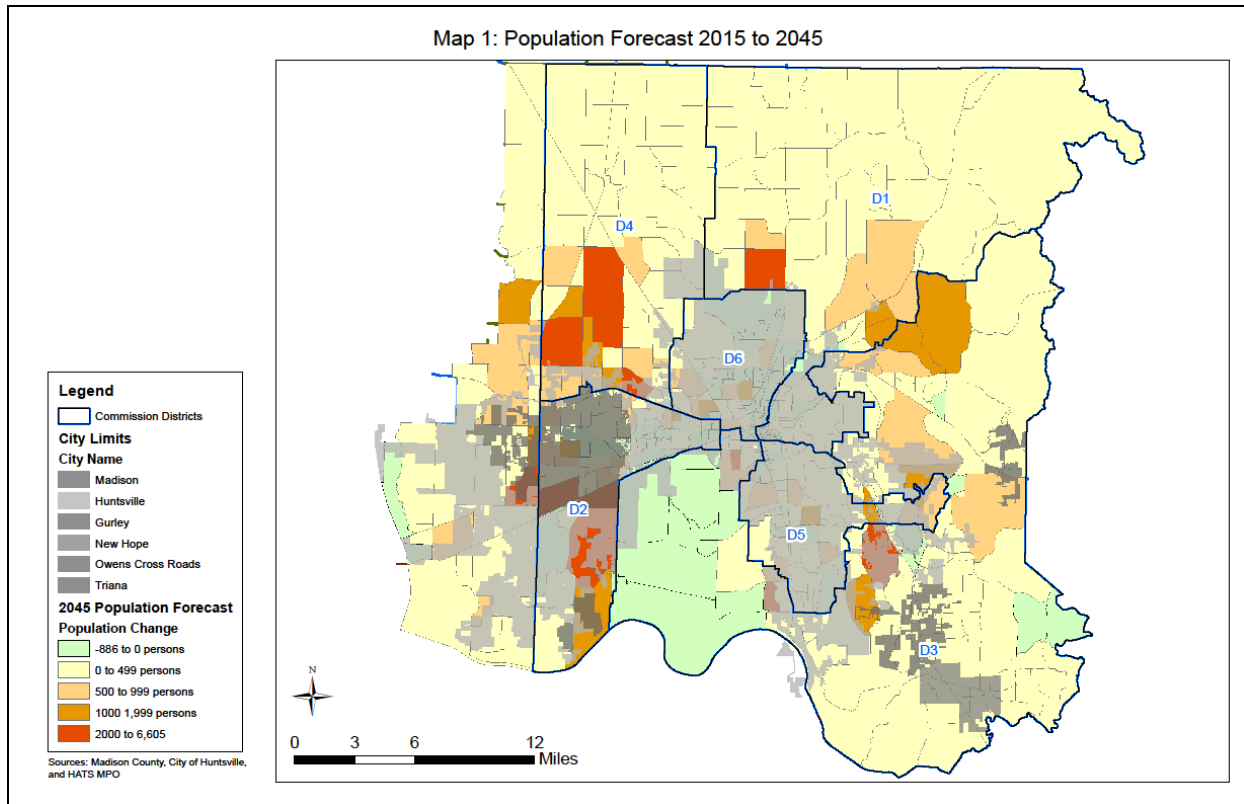 Map 1: Population Forecast 2015 to 2045
D1
D4
D6
D2
D5
D3
Legend
Commission Districts
City Limits
City Name
Madison
Huntsville
Gurley
New Hope
Owens Cross Roads
Triana
2045 Population Forecast
Population Change
-886 to 0 persons
0 to 499 persons
500 to 999 persons
1000 1,999 persons
2000 to 6,605
Sources: Madison County, City of Huntsville,
and HATS MPO
N
0 3 6 12
Miles